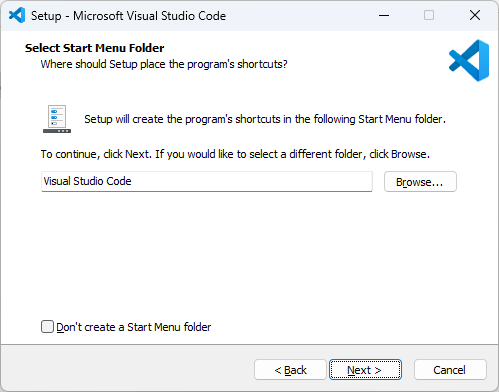 Setup - Microsoft Visual Studio Code
Select Start Menu Folder
Where should Setup place the program's shortcuts?
Setup will create the program's shortcuts in the following Start Menu folder.
To continue, click Next. If you would like to select a different folder, click Browse.
Visual Studio Code
Browse...
Don't create a Start Menu folder
< Back
Next >
Cancel